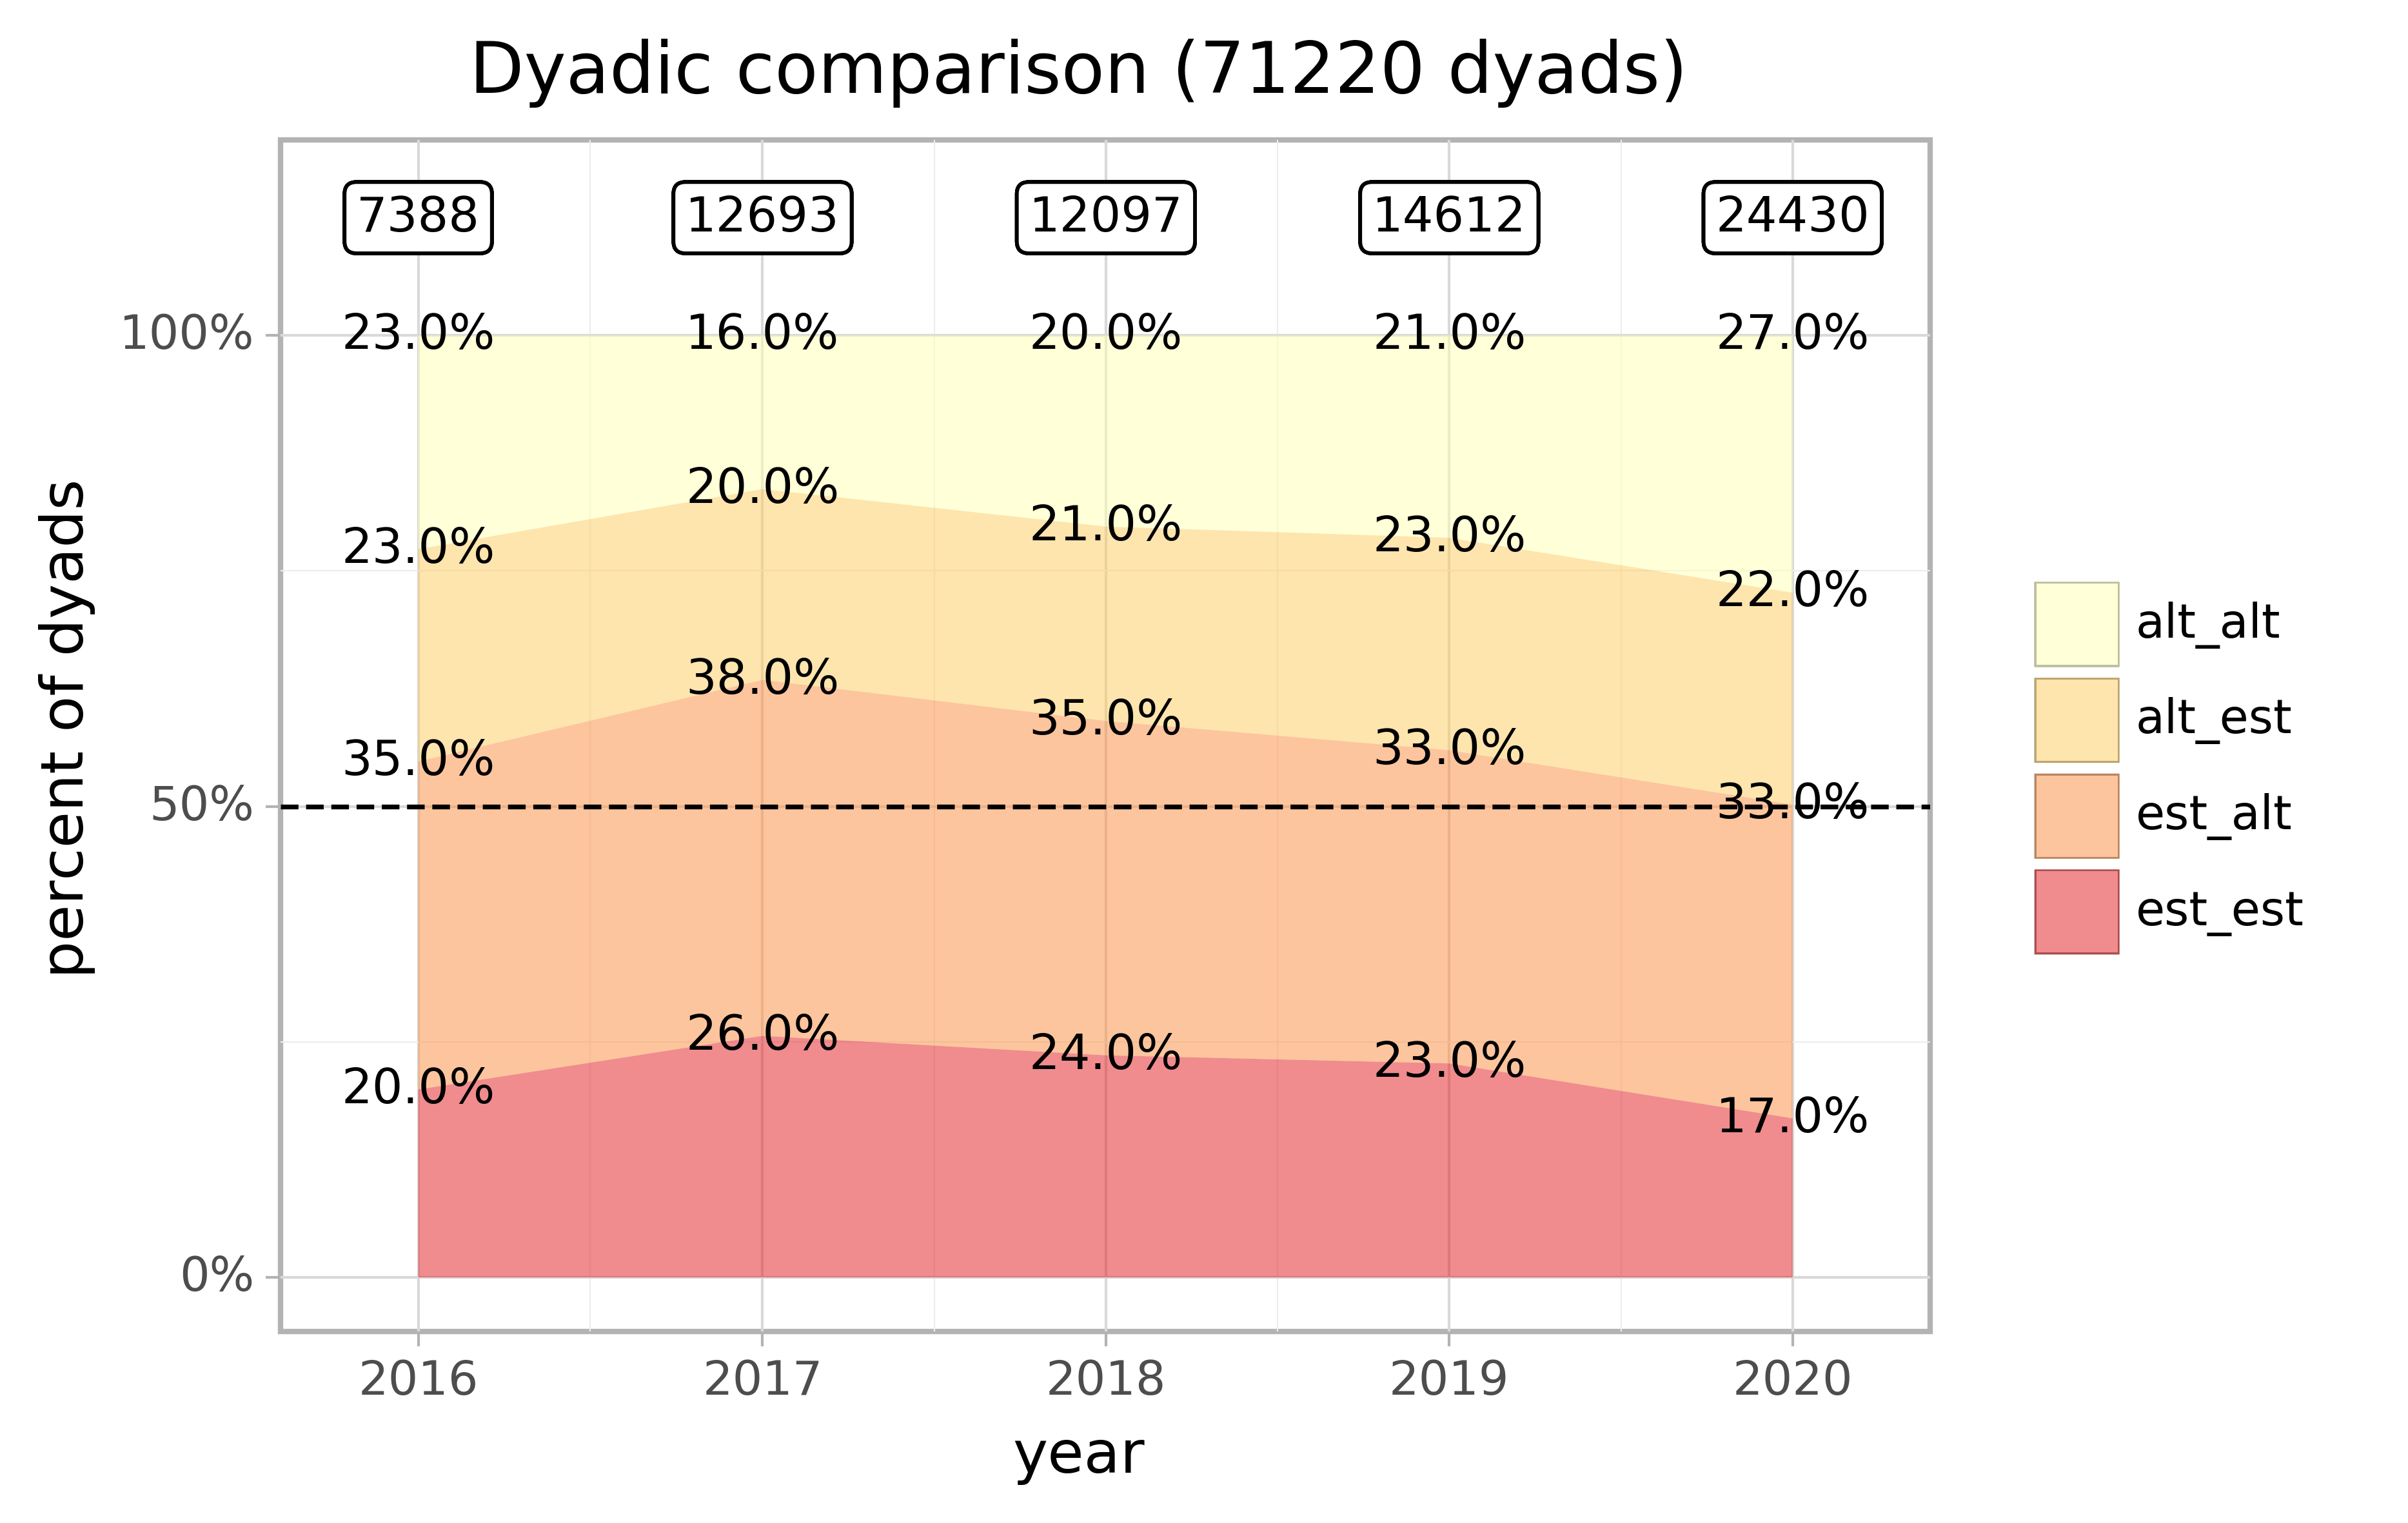 Dyadic comparison (71220 dyads)
7388 12693 12097 14612 24430
100% 23.0% 16.0% 20.0% 21.0% 27.0%
20.0%
21.0%
23.0% 23.0%
22.0%
38.0%
35.0%
35.0% 33.0%
50% 33.0%
26.0%
24.0% 23.0%
20.0%
17.0%
0%
2016 2017 2018 2019 2020
year
percent of dyads
alt_alt
alt_est
est_alt
est_est